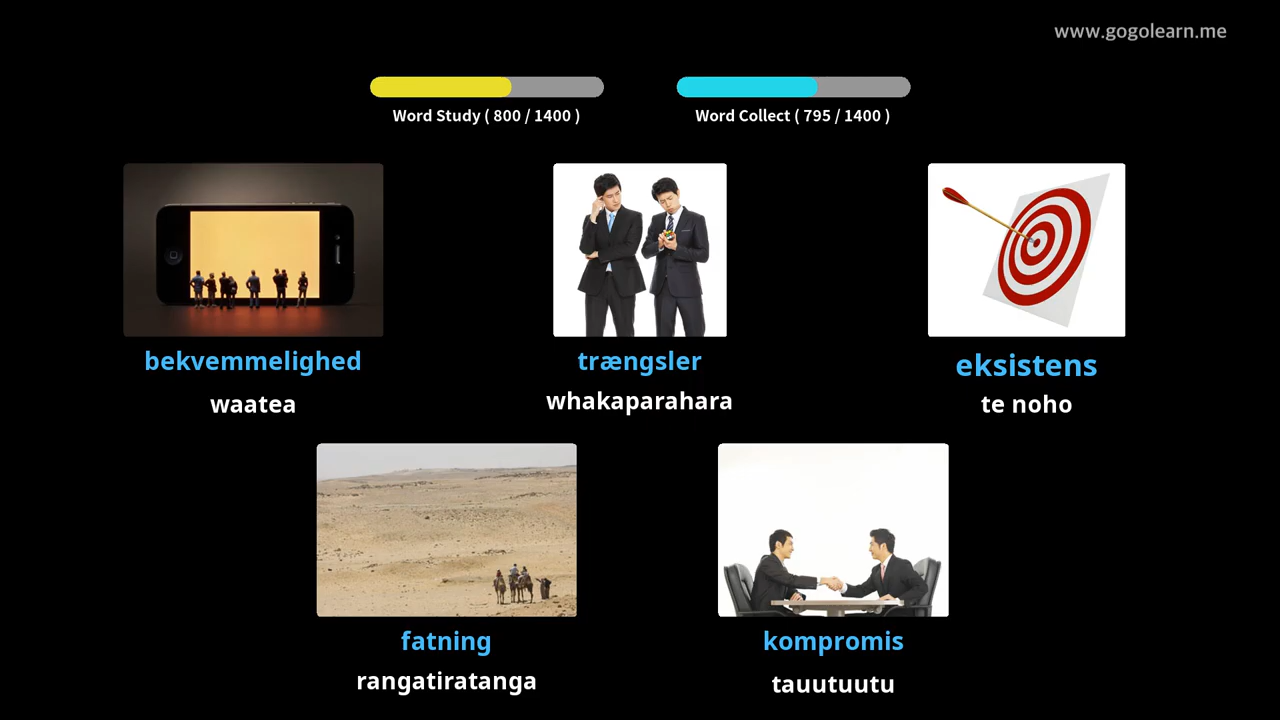 www.gogolearn.me
Word Study ( 800 / 1400 )
Word Collect ( 795 / 1400 )
bekvemmelighed
waatea
trængsler
whakaparahara
eksistens
te noho
fatning
rangatiratanga
kompromis
tauutuutu